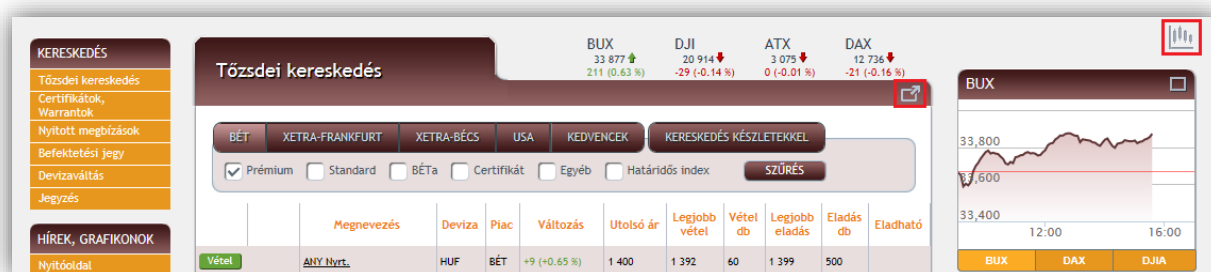 KERESKEDÉS
Tőzsdei kereskedés
Certifikátok,
Warrantok
Nyitott megbízások
Befektetési jegy
Devizaváltás
Jegyzés
HÍREK, GRAFIKONOK
Nyitóoldal
Tőzsdei kereskedés
BUX DJI ATX DAX
33 877 20 914 3 075 12 736
211 (0.63 %) -29 (-0.14 %) 0 (-0.01 %) -21 (-0.16 %)
BÉT XETRA-FRANKFURT XETRA-BÉCS USA KEDVENCEK KERESKEDÉS KÉSZLETEKKEL
Prémium Standard BÉTa Certifikát Egyéb Határidős index SZŰRÉS
Megnevezés Deviza Piac Változás Utolsó ár Legjobb vétel Vétel db Legjobb eladás Eladás db Eladható
Vétel ANY Nyrt. HUF BÉT +9 (+0.65 %) 1 400 1 392 60 1 399 500
BUX
33,800
33,600
33,400
12:00 16:00
BUX DAX DJIA